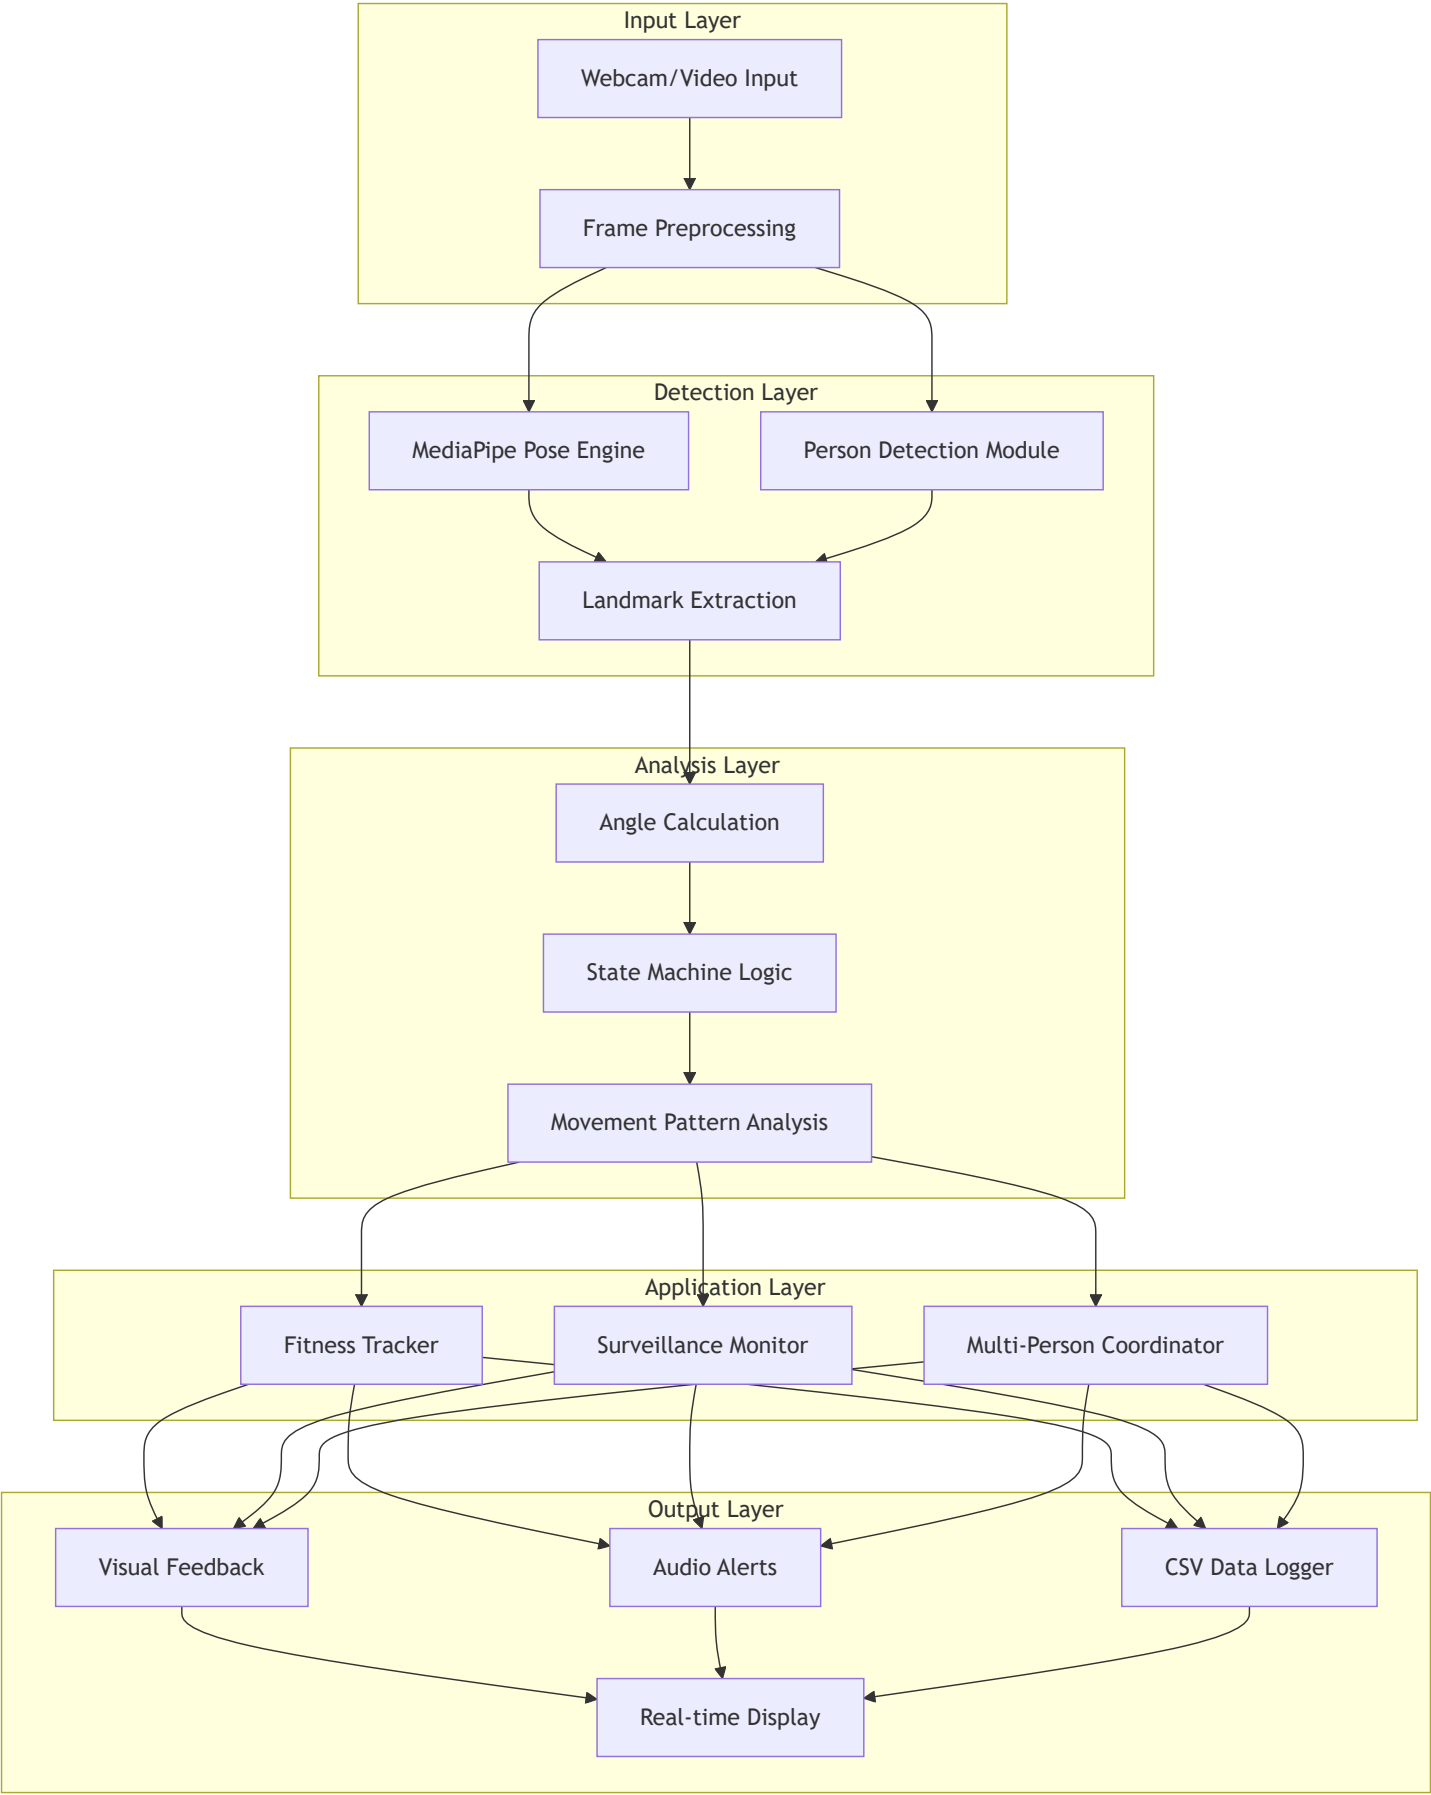 Input Layer
Webcam/Video Input
Frame Preprocessing
Detection Layer
MediaPipe Pose Engine
Person Detection Module
Landmark Extraction
Analysis Layer
Angle Calculation
State Machine Logic
Movement Pattern Analysis
Application Layer
Fitness Tracker
Surveillance Monitor
Multi-Person Coordinator
Output Layer
Visual Feedback
Audio Alerts
CSV Data Logger
Real-time Display